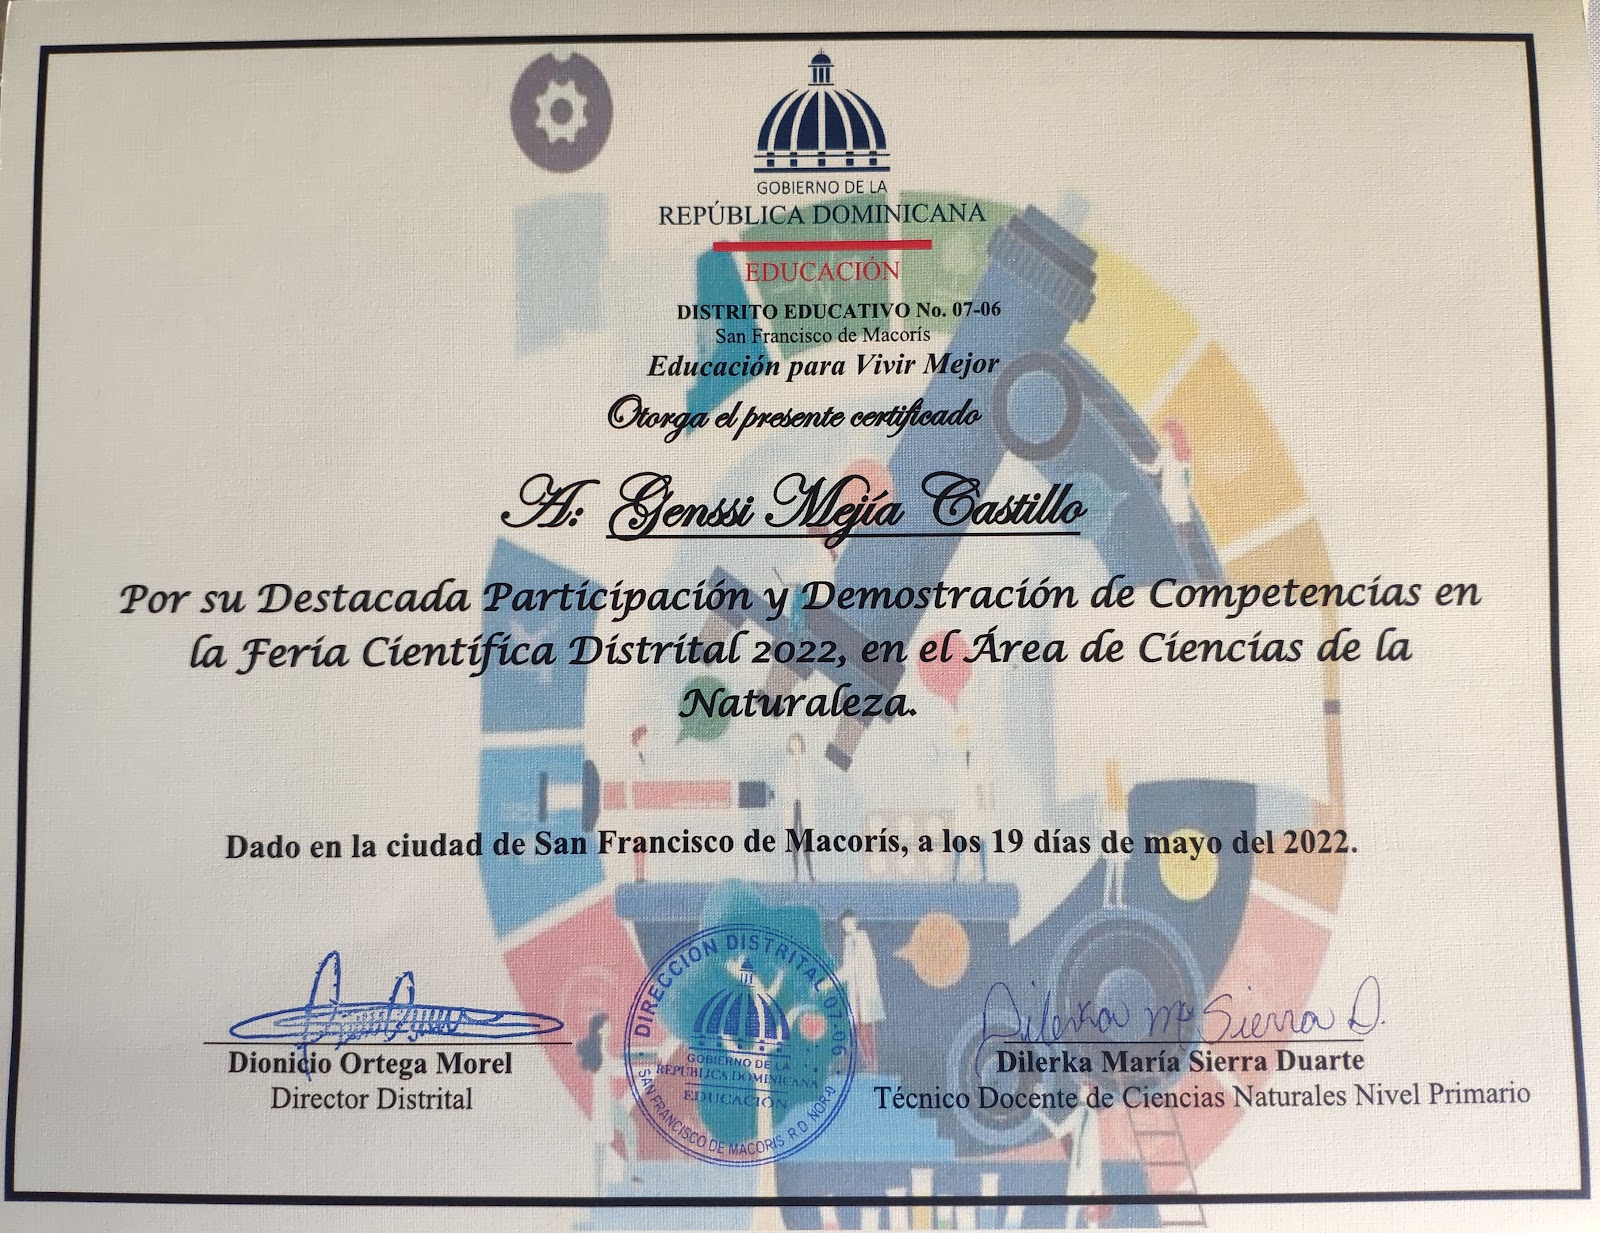 GOBIERNO DE LA
REPÚBLICA DOMINICANA
EDUCACIÓN
DISTRITO EDUCATIVO No. 07-06
San Francisco de Macorís
Educación para Vivir Mejor
Otorga el presente certificado
A: Genssi Mejía Castillo
Por su Destacada Participación y Demostración de Competencias en
la Feria Científica Distrital 2022, en el Área de Ciencias de la
Naturaleza.
Dado en la ciudad de San Francisco de Macorís, a los 19 días de mayo del 2022.
Dionicio Ortega Morel
Director Distrital
DIRECCION DISTRITAL 07-06
GOBIERNO DE LA
REPÚBLICA DOMINICANA
EDUCACIÓN
SAN FRANCISCO DE MACORIS R.D
Dilerka Mª Sierra D.
Dilerka María Sierra Duarte
Técnico Docente de Ciencias Naturales Nivel Primario